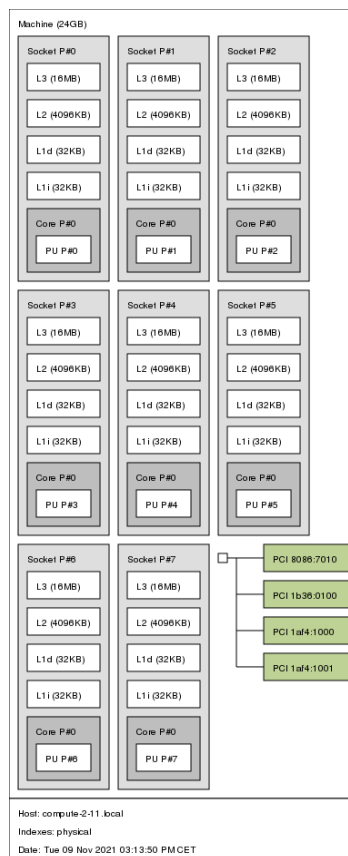 Machine (24GB)
Socket P#0
L3 (16MB)
L2 (4096KB)
L1d (32KB)
L1i (32KB)
Core P#0
PU P#0
Socket P#1
L3 (16MB)
L2 (4096KB)
L1d (32KB)
L1i (32KB)
Core P#0
PU P#1
Socket P#2
L3 (16MB)
L2 (4096KB)
L1d (32KB)
L1i (32KB)
Core P#0
PU P#2
Socket P#3
L3 (16MB)
L2 (4096KB)
L1d (32KB)
L1i (32KB)
Core P#0
PU P#3
Socket P#4
L3 (16MB)
L2 (4096KB)
L1d (32KB)
L1i (32KB)
Core P#0
PU P#4
Socket P#5
L3 (16MB)
L2 (4096KB)
L1d (32KB)
L1i (32KB)
Core P#0
PU P#5
Socket P#6
L3 (16MB)
L2 (4096KB)
L1d (32KB)
L1i (32KB)
Core P#0
PU P#6
Socket P#7
L3 (16MB)
L2 (4096KB)
L1d (32KB)
L1i (32KB)
Core P#0
PU P#7
PCI 8086:7010
PCI 1b36:0100
PCI 1af4:1000
PCI 1af4:1001
Host: compute-2-11.local
Indexes: physical
Date: Tue 09 Nov 2021 03:13:50 PM CET